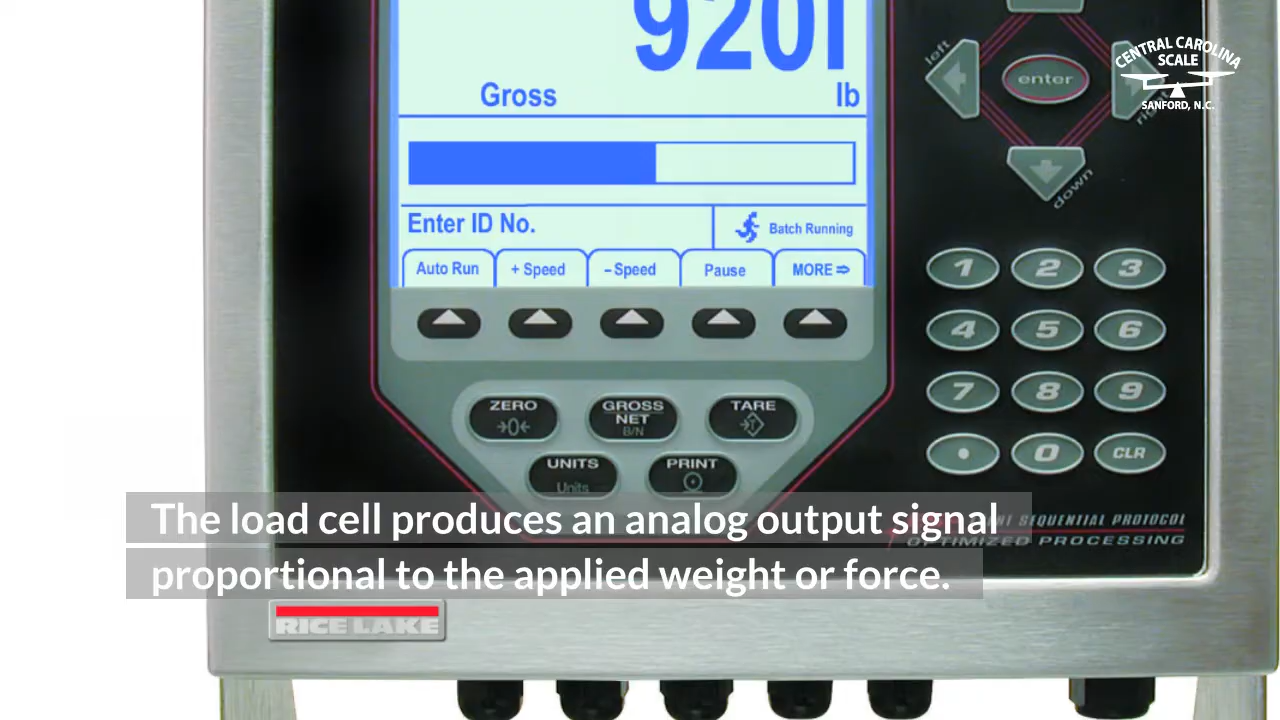 920i
Gross lb
Enter ID No.
Batch Running
Auto Run + Speed – Speed Pause MORE
left
enter
right
down
CENTRAL CAROLINA
SCALE
SANFORD, N.C.
1 2 3
4 5 6
7 8 9
• 0 CLR
ZERO
GROSS
NET
B/N
TARE
T
UNITS
Units
PRINT
The load cell produces an analog output signal
proportional to the applied weight or force.
SEQUENTIAL PROTOCOL
OPTIMIZED PROCESSING
RICE LAKE